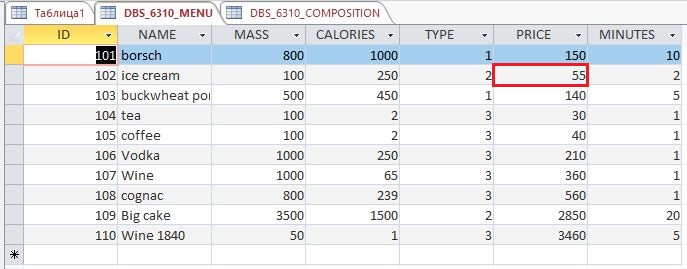 Таблица1 DBS_6310_MENU DBS_6310_COMPOSITION
ID NAME MASS CALORIES TYPE PRICE MINUTES
101 borsch 800 1000 1 150 10
102 ice cream 100 250 2 55 2
103 buckwheat por 500 450 1 140 5
104 tea 100 2 3 30 1
105 coffee 100 2 3 40 1
106 Vodka 1000 250 3 210 1
107 Wine 1000 65 3 360 1
108 cognac 800 239 3 560 1
109 Big cake 3500 1500 2 2850 20
110 Wine 1840 50 1 3 3460 5